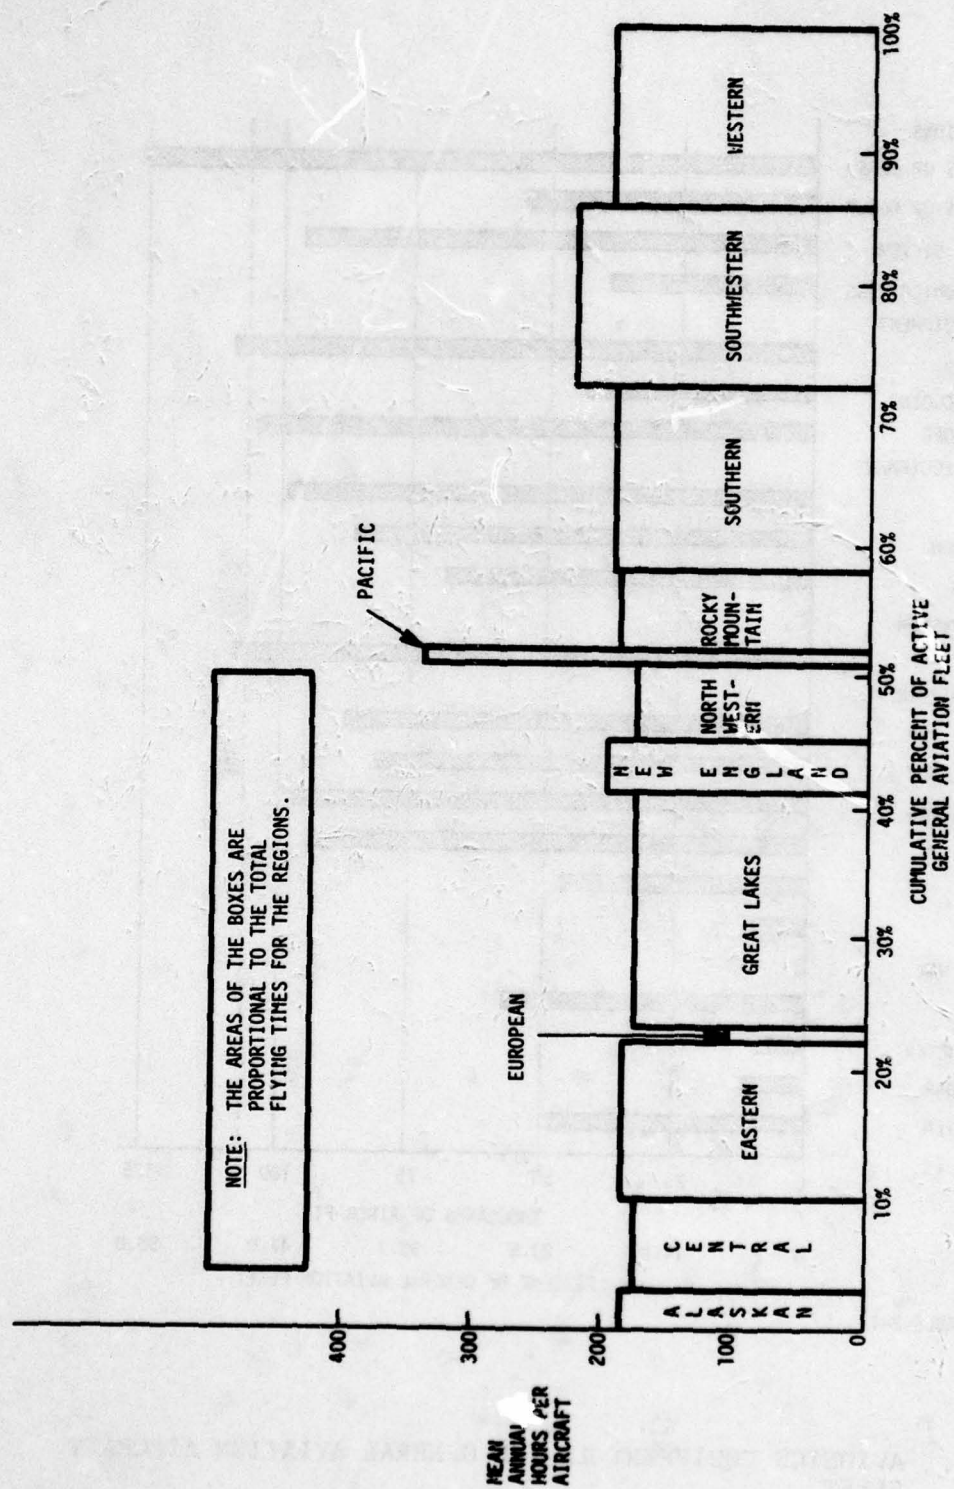 NOTE: THE AREAS OF THE BOXES ARE
PROPORTIONAL TO THE TOTAL
FLYING TIMES FOR THE REGIONS.
MEAN
ANNUAL
HOURS PER
AIRCRAFT
400
300
200
100
0
ALASKAN
CENTRAL
EASTERN
EUROPEAN
GREAT LAKES
NEW ENGLAND
NORTH
WEST-
ERN
PACIFIC
ROCKY
MOUN-
TAIN
SOUTHERN
SOUTHWESTERN
WESTERN
10%
20%
30%
40%
50%
60%
70%
80%
90%
100%
CUMULATIVE PERCENT OF ACTIVE
GENERAL AVIATION FLEET